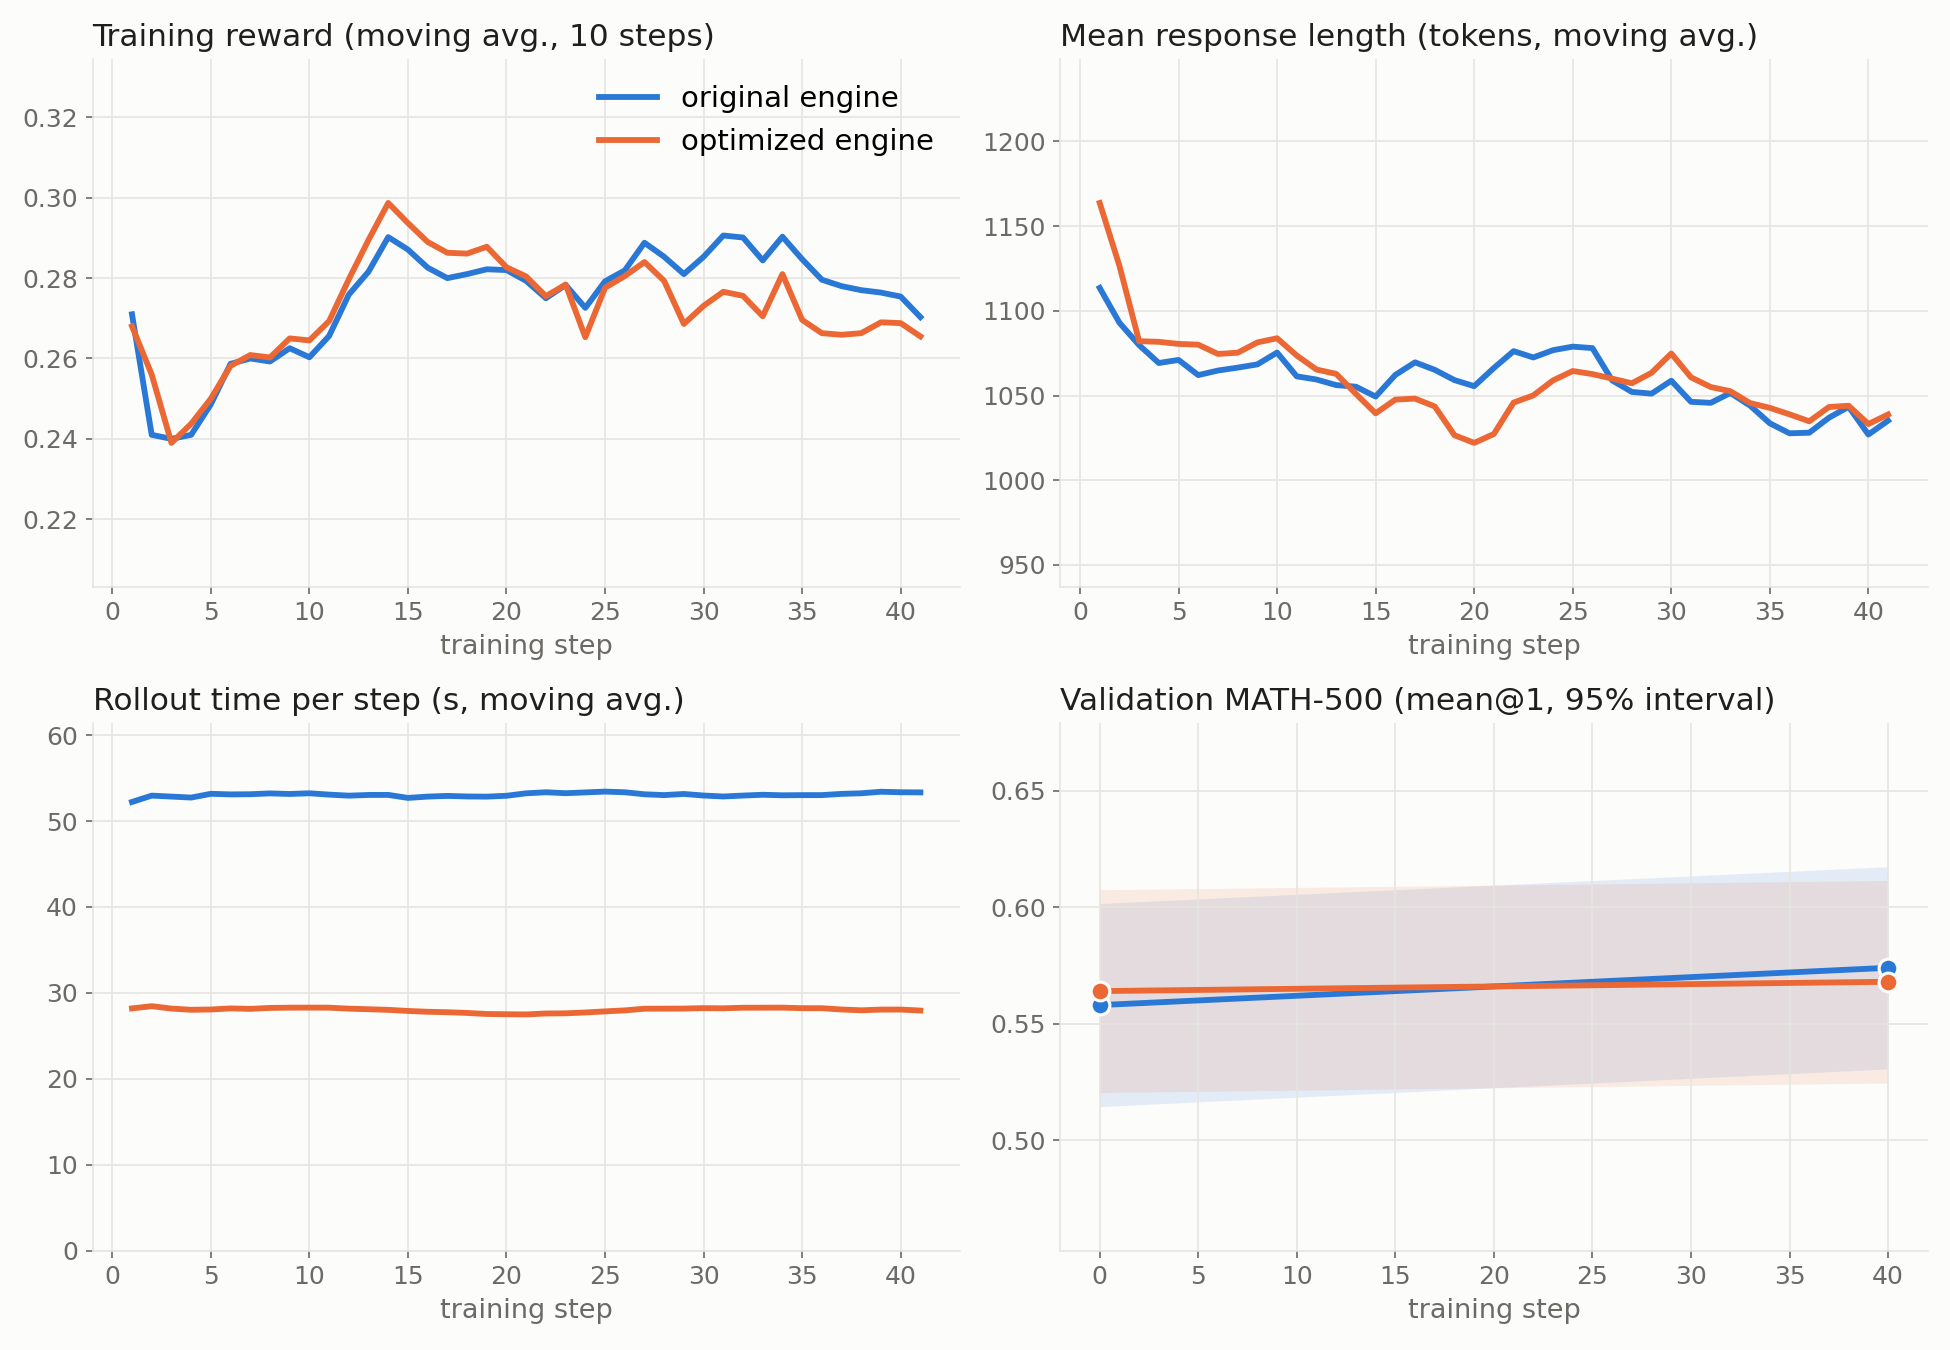 Training reward (moving avg., 10 steps)
original engine
optimized engine
0.32
0.30
0.28
0.26
0.24
0.22
0 5 10 15 20 25 30 35 40
training step
Mean response length (tokens, moving avg.)
1200
1150
1100
1050
1000
950
0 5 10 15 20 25 30 35 40
training step
Rollout time per step (s, moving avg.)
60
50
40
30
20
10
0
0 5 10 15 20 25 30 35 40
training step
Validation MATH-500 (mean@1, 95% interval)
0.65
0.60
0.55
0.50
0 5 10 15 20 25 30 35 40
training step